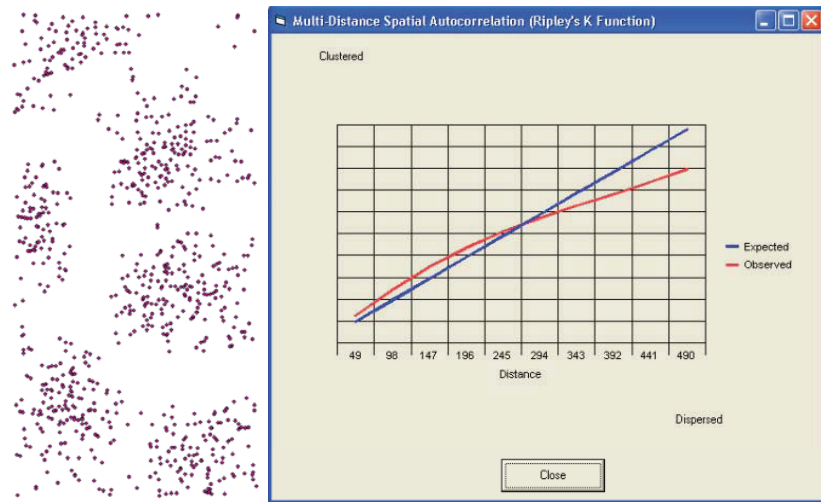 Multi-Distance Spatial Autocorrelation (Ripley's K Function)
Clustered
Expected
Observed
49 98 147 196 245 294 343 392 441 490
Distance
Dispersed
Close